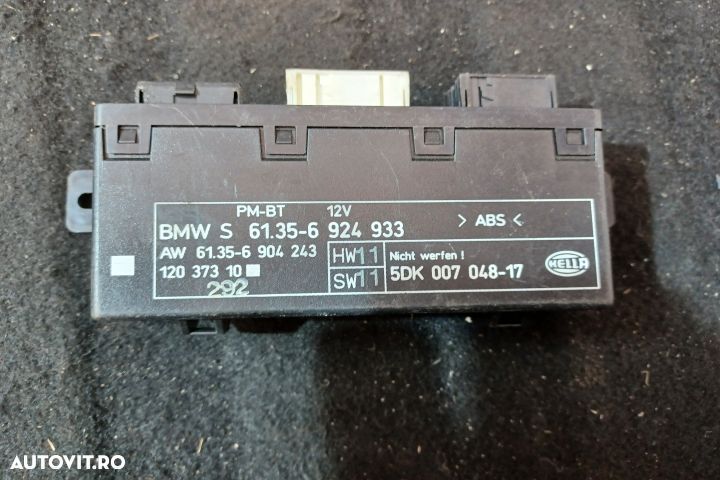 PM-BT 12V
BMW S 61.35-6 924 933 > ABS <
AW 61.35-6 904 243 HW11 Nicht werfen !
120 373 10 SW11 5DK 007 048-17 HELLA
292
AUTOVIT.RO